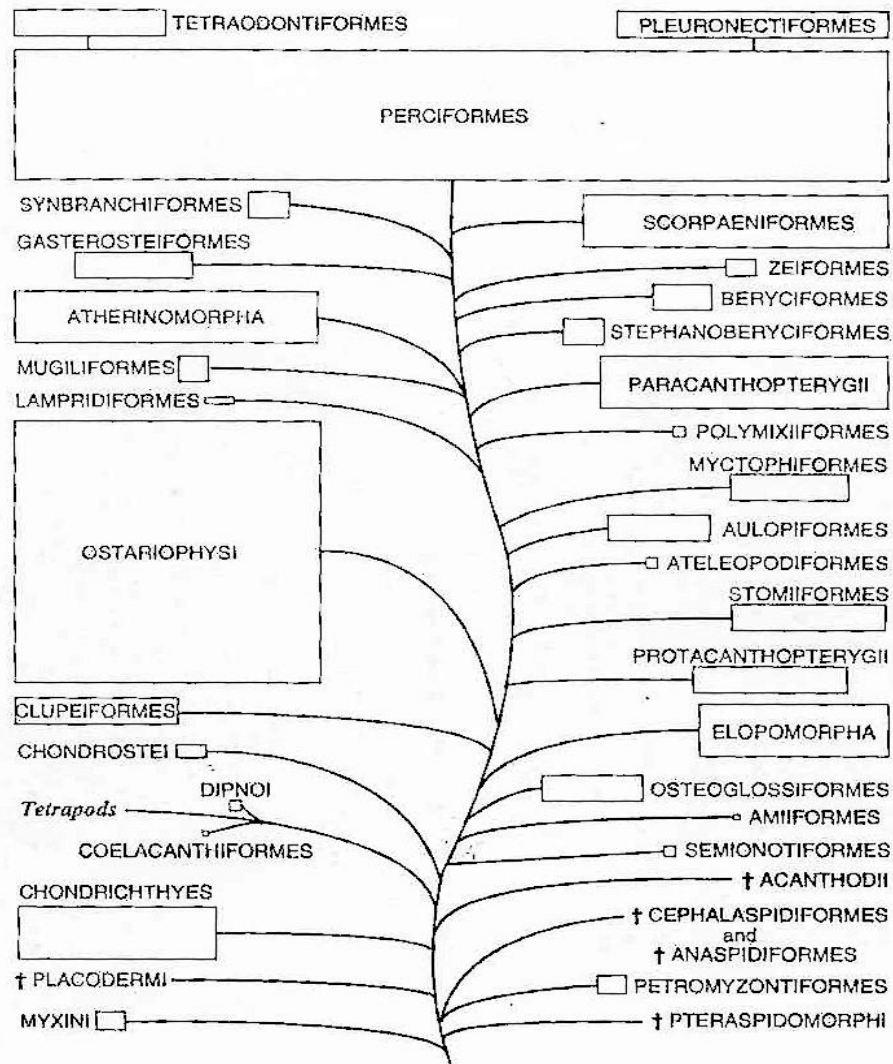 TETRAODONTIFORMES
PLEURONECTIFORMES
PERCIFORMES
SYNBRANCHIFORMES
SCORPAENIFORMES
GASTEROSTEIFORMES
ZEIFORMES
BERYCIFORMES
ATHERINOMORPHA
STEPHANOBERYCIFORMES
MUGILIFORMES
PARACANTHOPTERYGII
LAMPRIDIFORMES
POLYMIXIIFORMES
MYCTOPHIFORMES
AULOPIFORMES
OSTARIOPHYSI
ATELEOPODIFORMES
STOMIIFORMES
PROTACANTHOPTERYGII
CLUPEIFORMES
ELOPOMORPHA
CHONDROSTEI
DIPNOI
OSTEOGLOSSIFORMES
Tetrapods
AMIIFORMES
COELACANTHIFORMES
SEMIONOTIFORMES
† ACANTHODII
CHONDRICHTHYES
† CEPHALASPIDIFORMES
and
† ANASPIDIFORMES
† PLACODERMI
PETROMYZONTIFORMES
MYXINI
† PTERASPIDOMORPHI